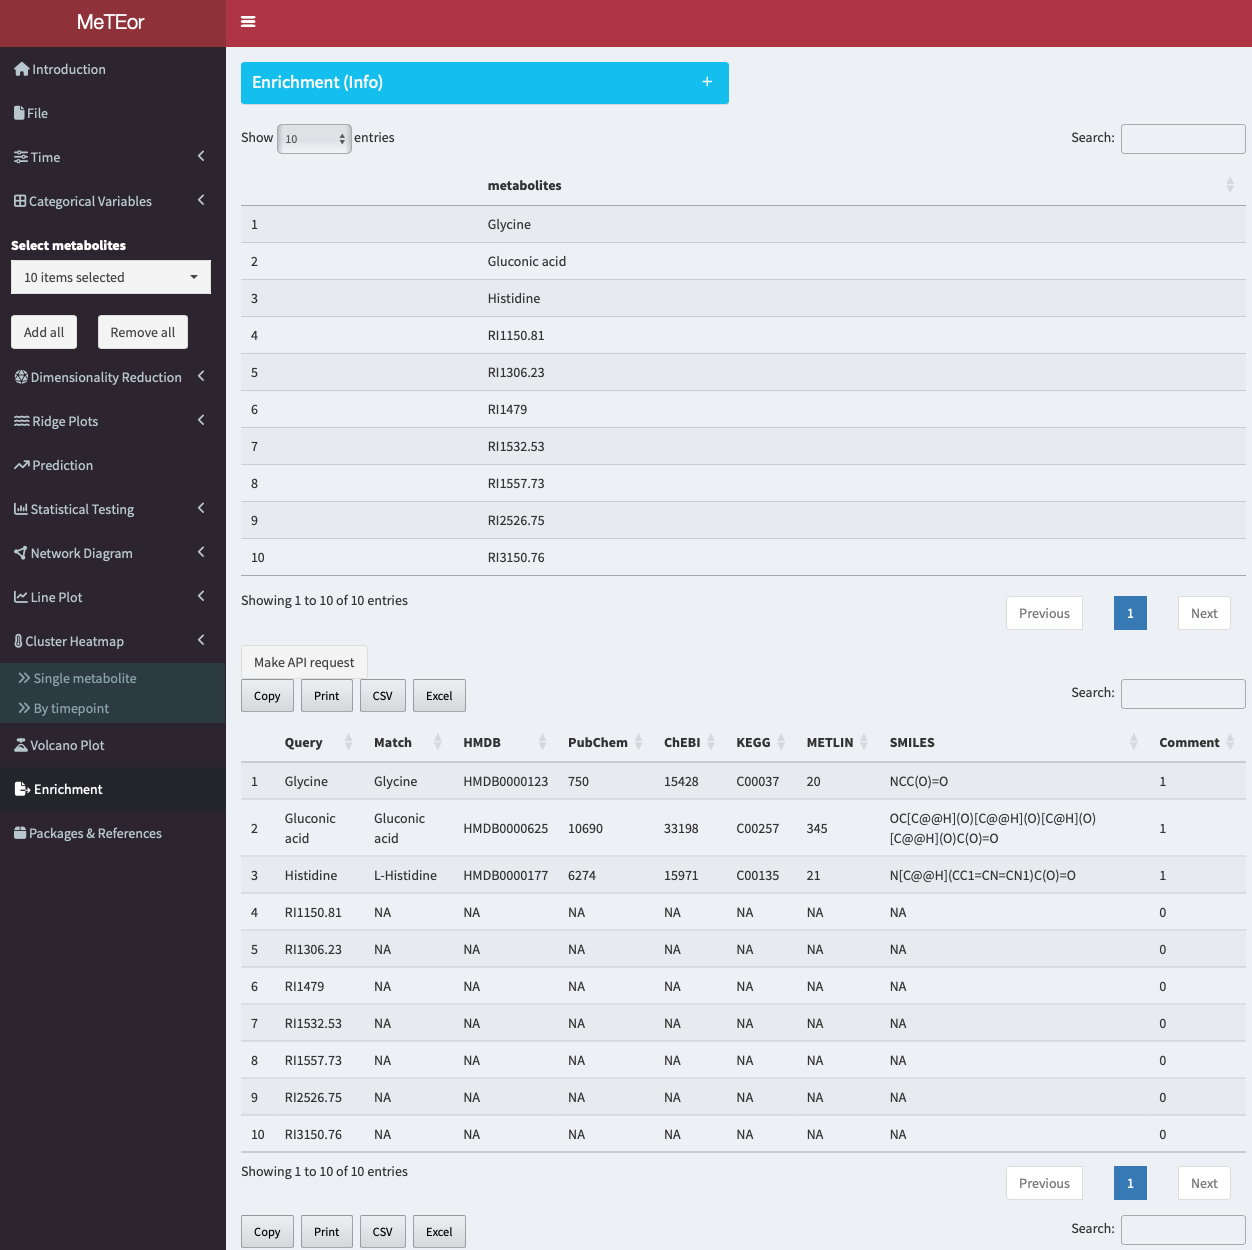 MeTEor
Introduction
File
Time
Categorical Variables
Select metabolites
10 items selected
Add all Remove all
Dimensionality Reduction
Ridge Plots
Prediction
Statistical Testing
Network Diagram
Line Plot
Cluster Heatmap
Single metabolite
By timepoint
Volcano Plot
Enrichment
Packages & References
Enrichment (Info) +
Show 10 entries Search:
metabolites
1 Glycine
2 Gluconic acid
3 Histidine
4 RI1150.81
5 RI1306.23
6 RI1479
7 RI1532.53
8 RI1557.73
9 RI2526.75
10 RI3150.76
Showing 1 to 10 of 10 entries
Previous 1 Next
Make API request
Copy Print CSV Excel Search:
Query Match HMDB PubChem ChEBI KEGG METLIN SMILES Comment
1 Glycine Glycine HMDB0000123 750 15428 C00037 20 NCC(O)=O 1
2 Gluconic acid Gluconic acid HMDB0000625 10690 33198 C00257 345 OC[C@@H](O)[C@@H](O)[C@H](O)
[C@@H](O)C(O)=O 1
3 Histidine L-Histidine HMDB0000177 6274 15971 C00135 21 N[C@@H](CC1=CN=CN1)C(O)=O 1
4 RI1150.81 NA NA NA NA NA NA NA 0
5 RI1306.23 NA NA NA NA NA NA NA 0
6 RI1479 NA NA NA NA NA NA NA 0
7 RI1532.53 NA NA NA NA NA NA NA 0
8 RI1557.73 NA NA NA NA NA NA NA 0
9 RI2526.75 NA NA NA NA NA NA NA 0
10 RI3150.76 NA NA NA NA NA NA NA 0
Showing 1 to 10 of 10 entries
Previous 1 Next
Copy Print CSV Excel Search: